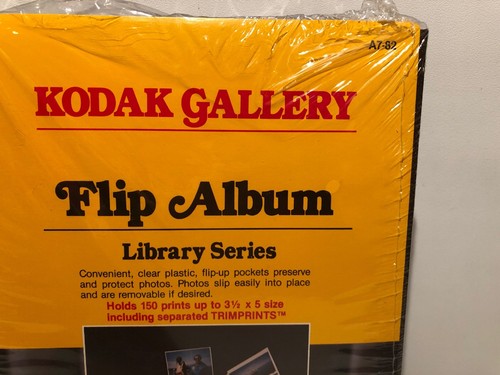 A7-82
KODAK GALLERY
Flip Album
Library Series
Convenient, clear plastic, flip-up pockets preserve
and protect photos. Photos slip easily into place
and are removable if desired.
Holds 150 prints up to 3½ x 5 size
including separated TRIMPRINTS™